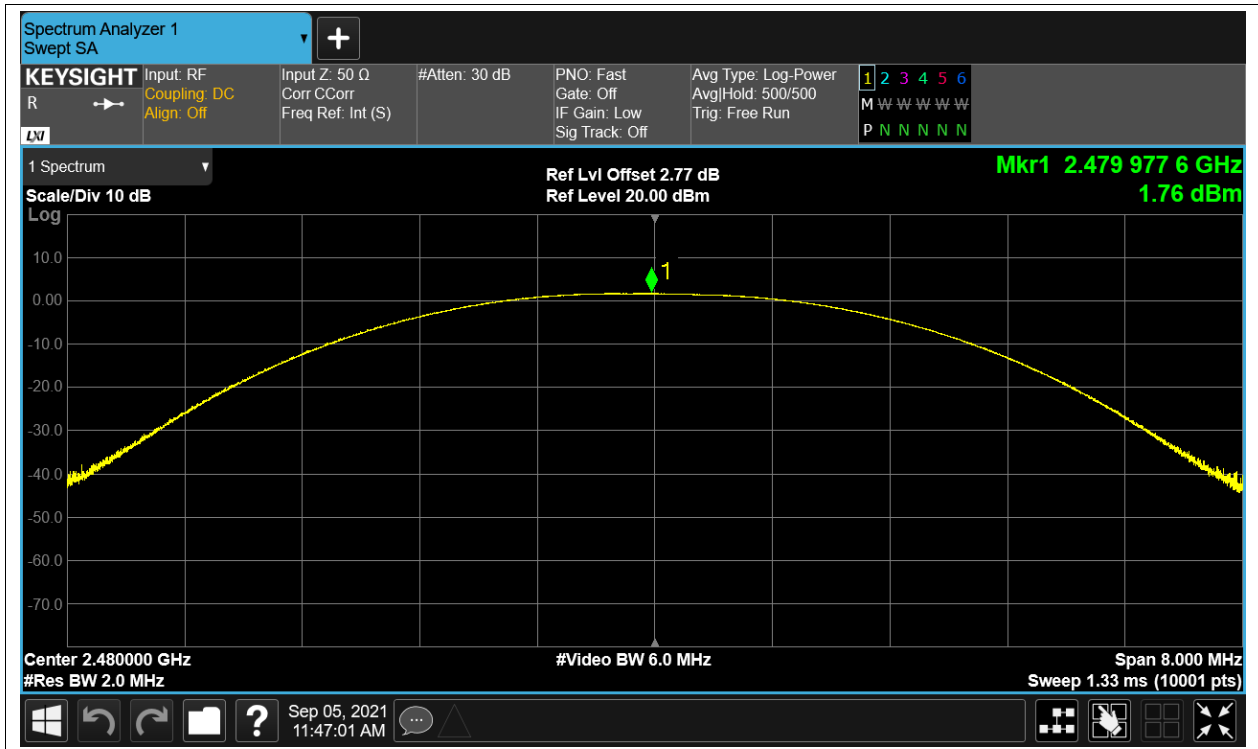 Spectrum Analyzer 1
Swept SA
KEYSIGHT
R
LXI
Input: RF
Coupling: DC
Align: Off
Input Z: 50 Ω
Corr CCorr
Freq Ref: Int (S)
#Atten: 30 dB
PNO: Fast
Gate: Off
IF Gain: Low
Sig Track: Off
Avg Type: Log-Power
Avg|Hold: 500/500
Trig: Free Run
1 2 3 4 5 6
M W W W W W
P N N N N N
1 Spectrum
Scale/Div 10 dB
Ref Lvl Offset 2.77 dB
Ref Level 20.00 dBm
Mkr1 2.479 977 6 GHz
1.76 dBm
Log
10.0
0.00
-10.0
-20.0
-30.0
-40.0
-50.0
-60.0
-70.0
1
Center 2.480000 GHz
#Res BW 2.0 MHz
#Video BW 6.0 MHz
Span 8.000 MHz
Sweep 1.33 ms (10001 pts)
?
Sep 05, 2021
11:47:01 AM